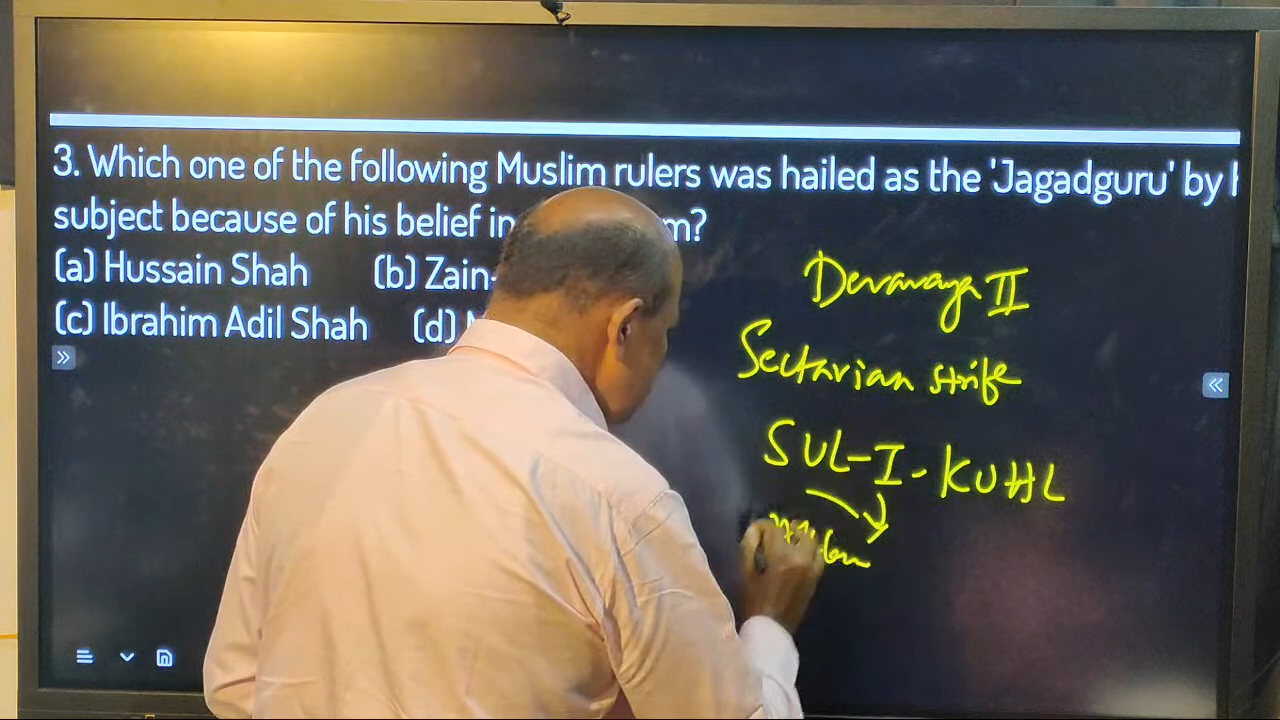 3. Which one of the following Muslim rulers was hailed as the 'Jagadguru' by
subject because of his belief in
(a) Hussain Shah (b) Zain-
(c) Ibrahim Adil Shah (d)
Devaraya II
Sectarian strife
SUL-I-KUHL